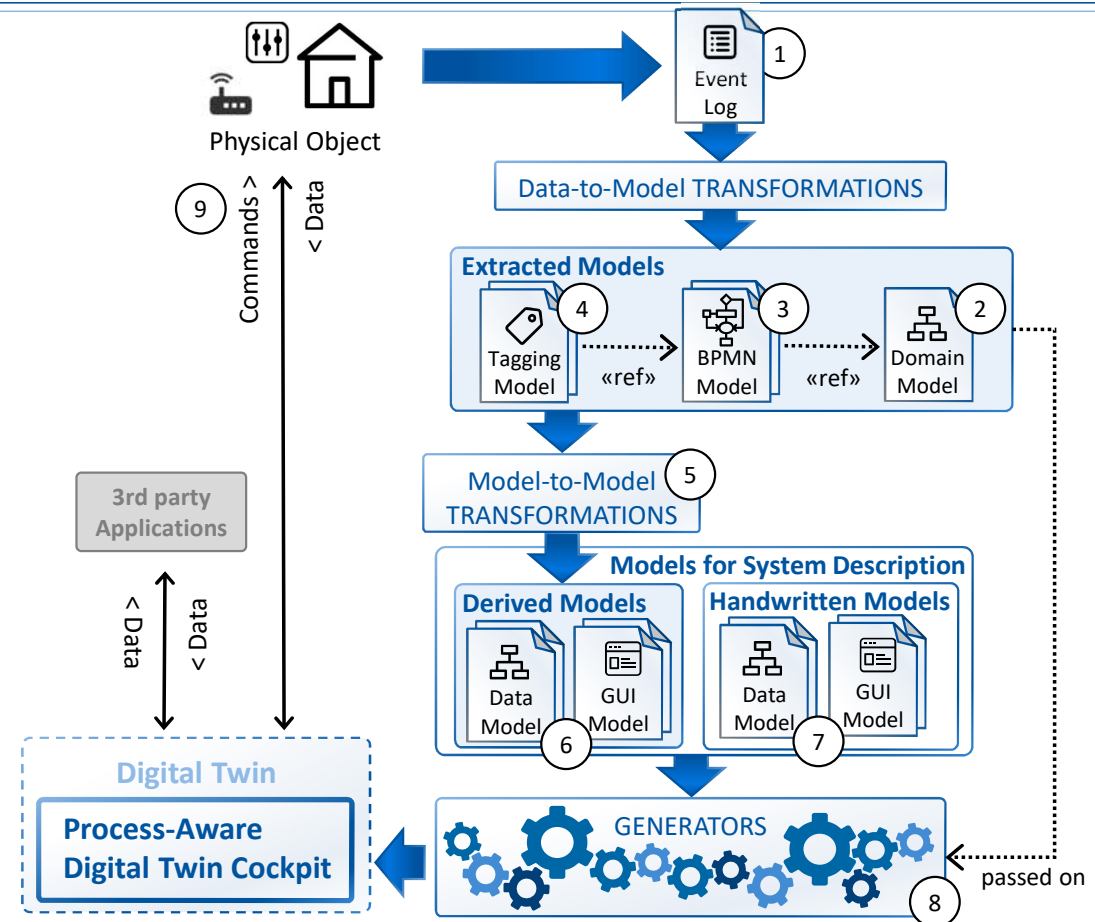 1
Event
Log
Physical Object
Data-to-Model TRANSFORMATIONS
9
Commands >
< Data
Extracted Models
4
3
2
Tagging
Model
«ref»
BPMN
Model
«ref»
Domain
Model
Model-to-Model
TRANSFORMATIONS
5
3rd party
Applications
< Data
< Data
Models for System Description
Derived Models
Data
Model
GUI
Model
6
Handwritten Models
Data
Model
GUI
Model
7
Digital Twin
Process-Aware
Digital Twin Cockpit
GENERATORS
8
passed on